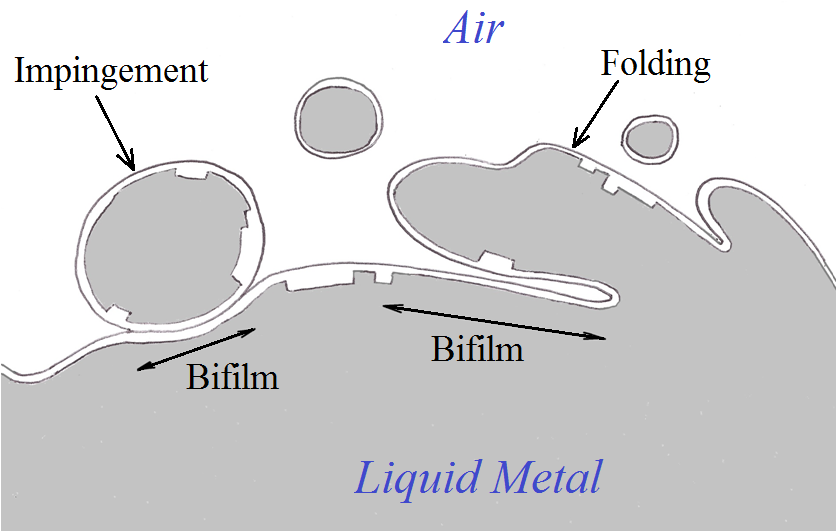 Air
Impingement
Folding
Bifilm
Bifilm
Liquid Metal